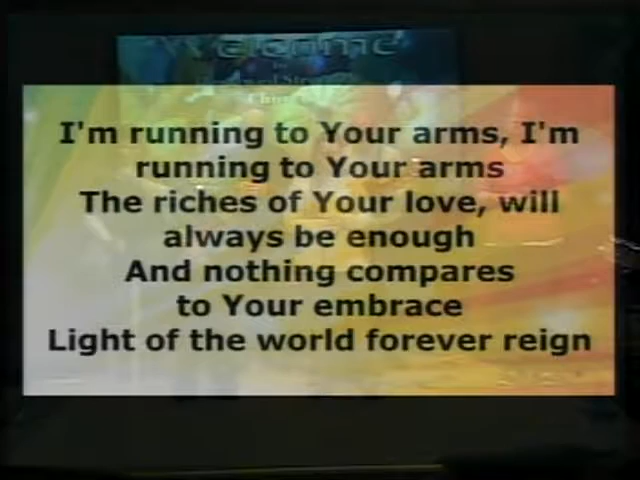 Welcome
I'm running to Your arms, I'm
running to Your arms
The riches of Your love, will
always be enough
And nothing compares
to Your embrace
Light of the world forever reign